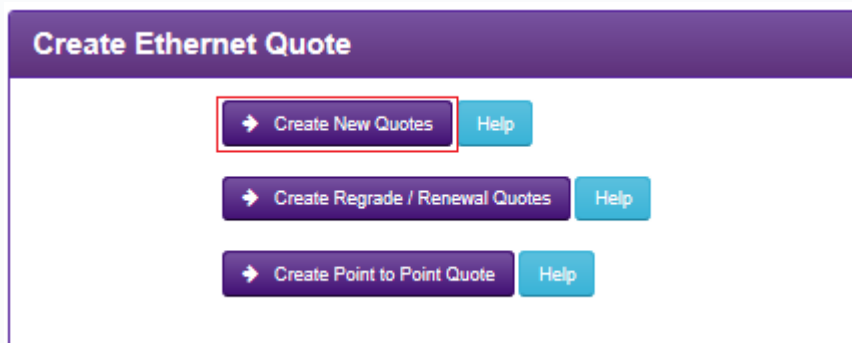 Create Ethernet Quote
Create New Quotes Help
Create Regrade / Renewal Quotes Help
Create Point to Point Quote Help